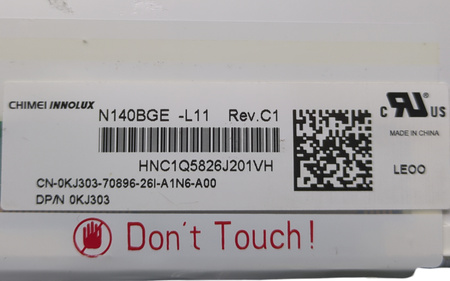 CHIMEI INNOLUX
N140BGE -L11 Rev.C1
HNC1Q5826J201VH
CN-0KJ303-70896-26I-A1N6-A00
DP/N 0KJ303
c RU US
MADE IN CHINA
LEOO
Don't Touch!